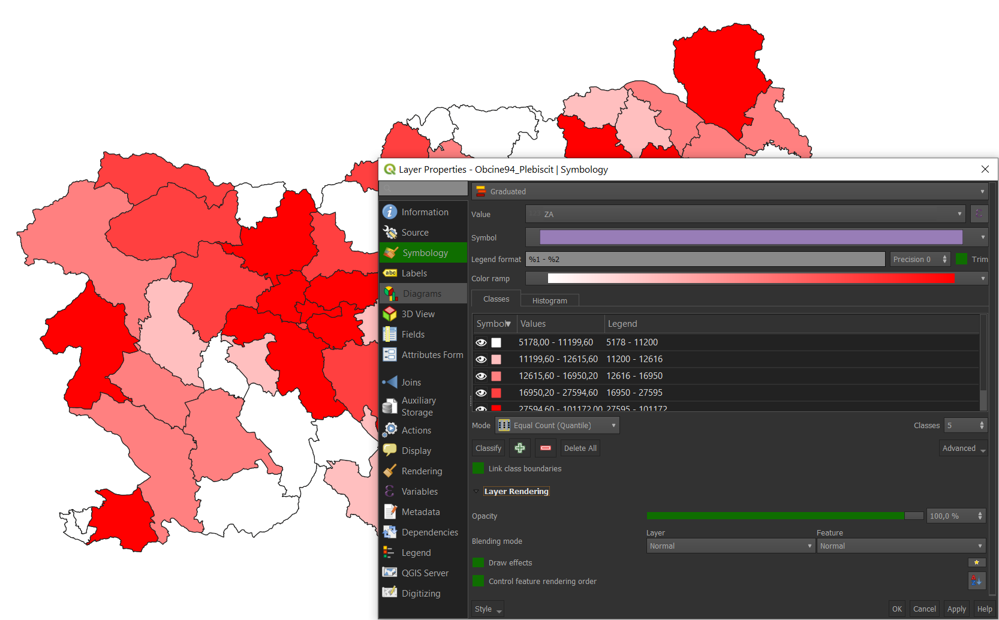 Layer Properties - Obcine94_Plebiscit | Symbology
Information
Source
Symbology
abc Labels
Diagrams
3D View
Fields
Attributes Form
Joins
Auxiliary
Storage
Actions
Display
Rendering
Variables
Metadata
Dependencies
Legend
QGIS Server
Digitizing
Graduated
Value 123 ZA
Symbol
Legend format %1 - %2 Precision 0 Trim
Color ramp
Classes Histogram
Symbol Values Legend
5178,00 - 11199,60 5178 - 11200
11199,60 - 12615,60 11200 - 12616
12615,60 - 16950,20 12616 - 16950
16950,20 - 27594,60 16950 - 27595
27594,60 - 101172,00 27595 - 101172
Mode Equal Count (Quantile) Classes 5
Classify Delete All Advanced
Link class boundaries
Layer Rendering
Opacity 100,0 %
Layer Feature
Blending mode Normal Normal
Draw effects
Control feature rendering order
Style OK Cancel Apply Help